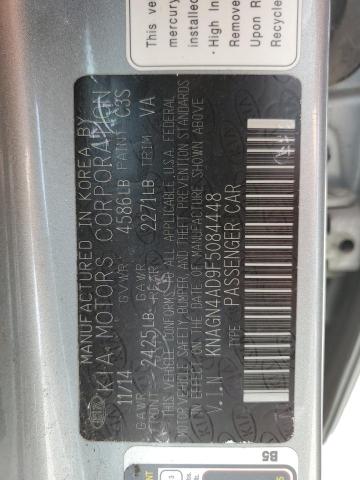 MANUFACTURED IN KOREA BY
KIA MOTORS CORPORATION
11/14 GVWR 4586LB PAINT C3S
GAWR FRONT 2425LB GAWR REAR 2271LB TRIM VA
THIS VEHICLE CONFORMS TO ALL APPLICABLE U.S.A. FEDERAL
MOTOR VEHICLE SAFETY, BUMPER, AND THEFT PREVENTION STANDARDS
IN EFFECT ON THE DATE OF MANUFACTURE SHOWN ABOVE
V.I.N KNAGN4AD9F5084448
TYPE PASSENGER CAR
This ve
mercury
· High In
Remove
Upon R
Recycle
B5